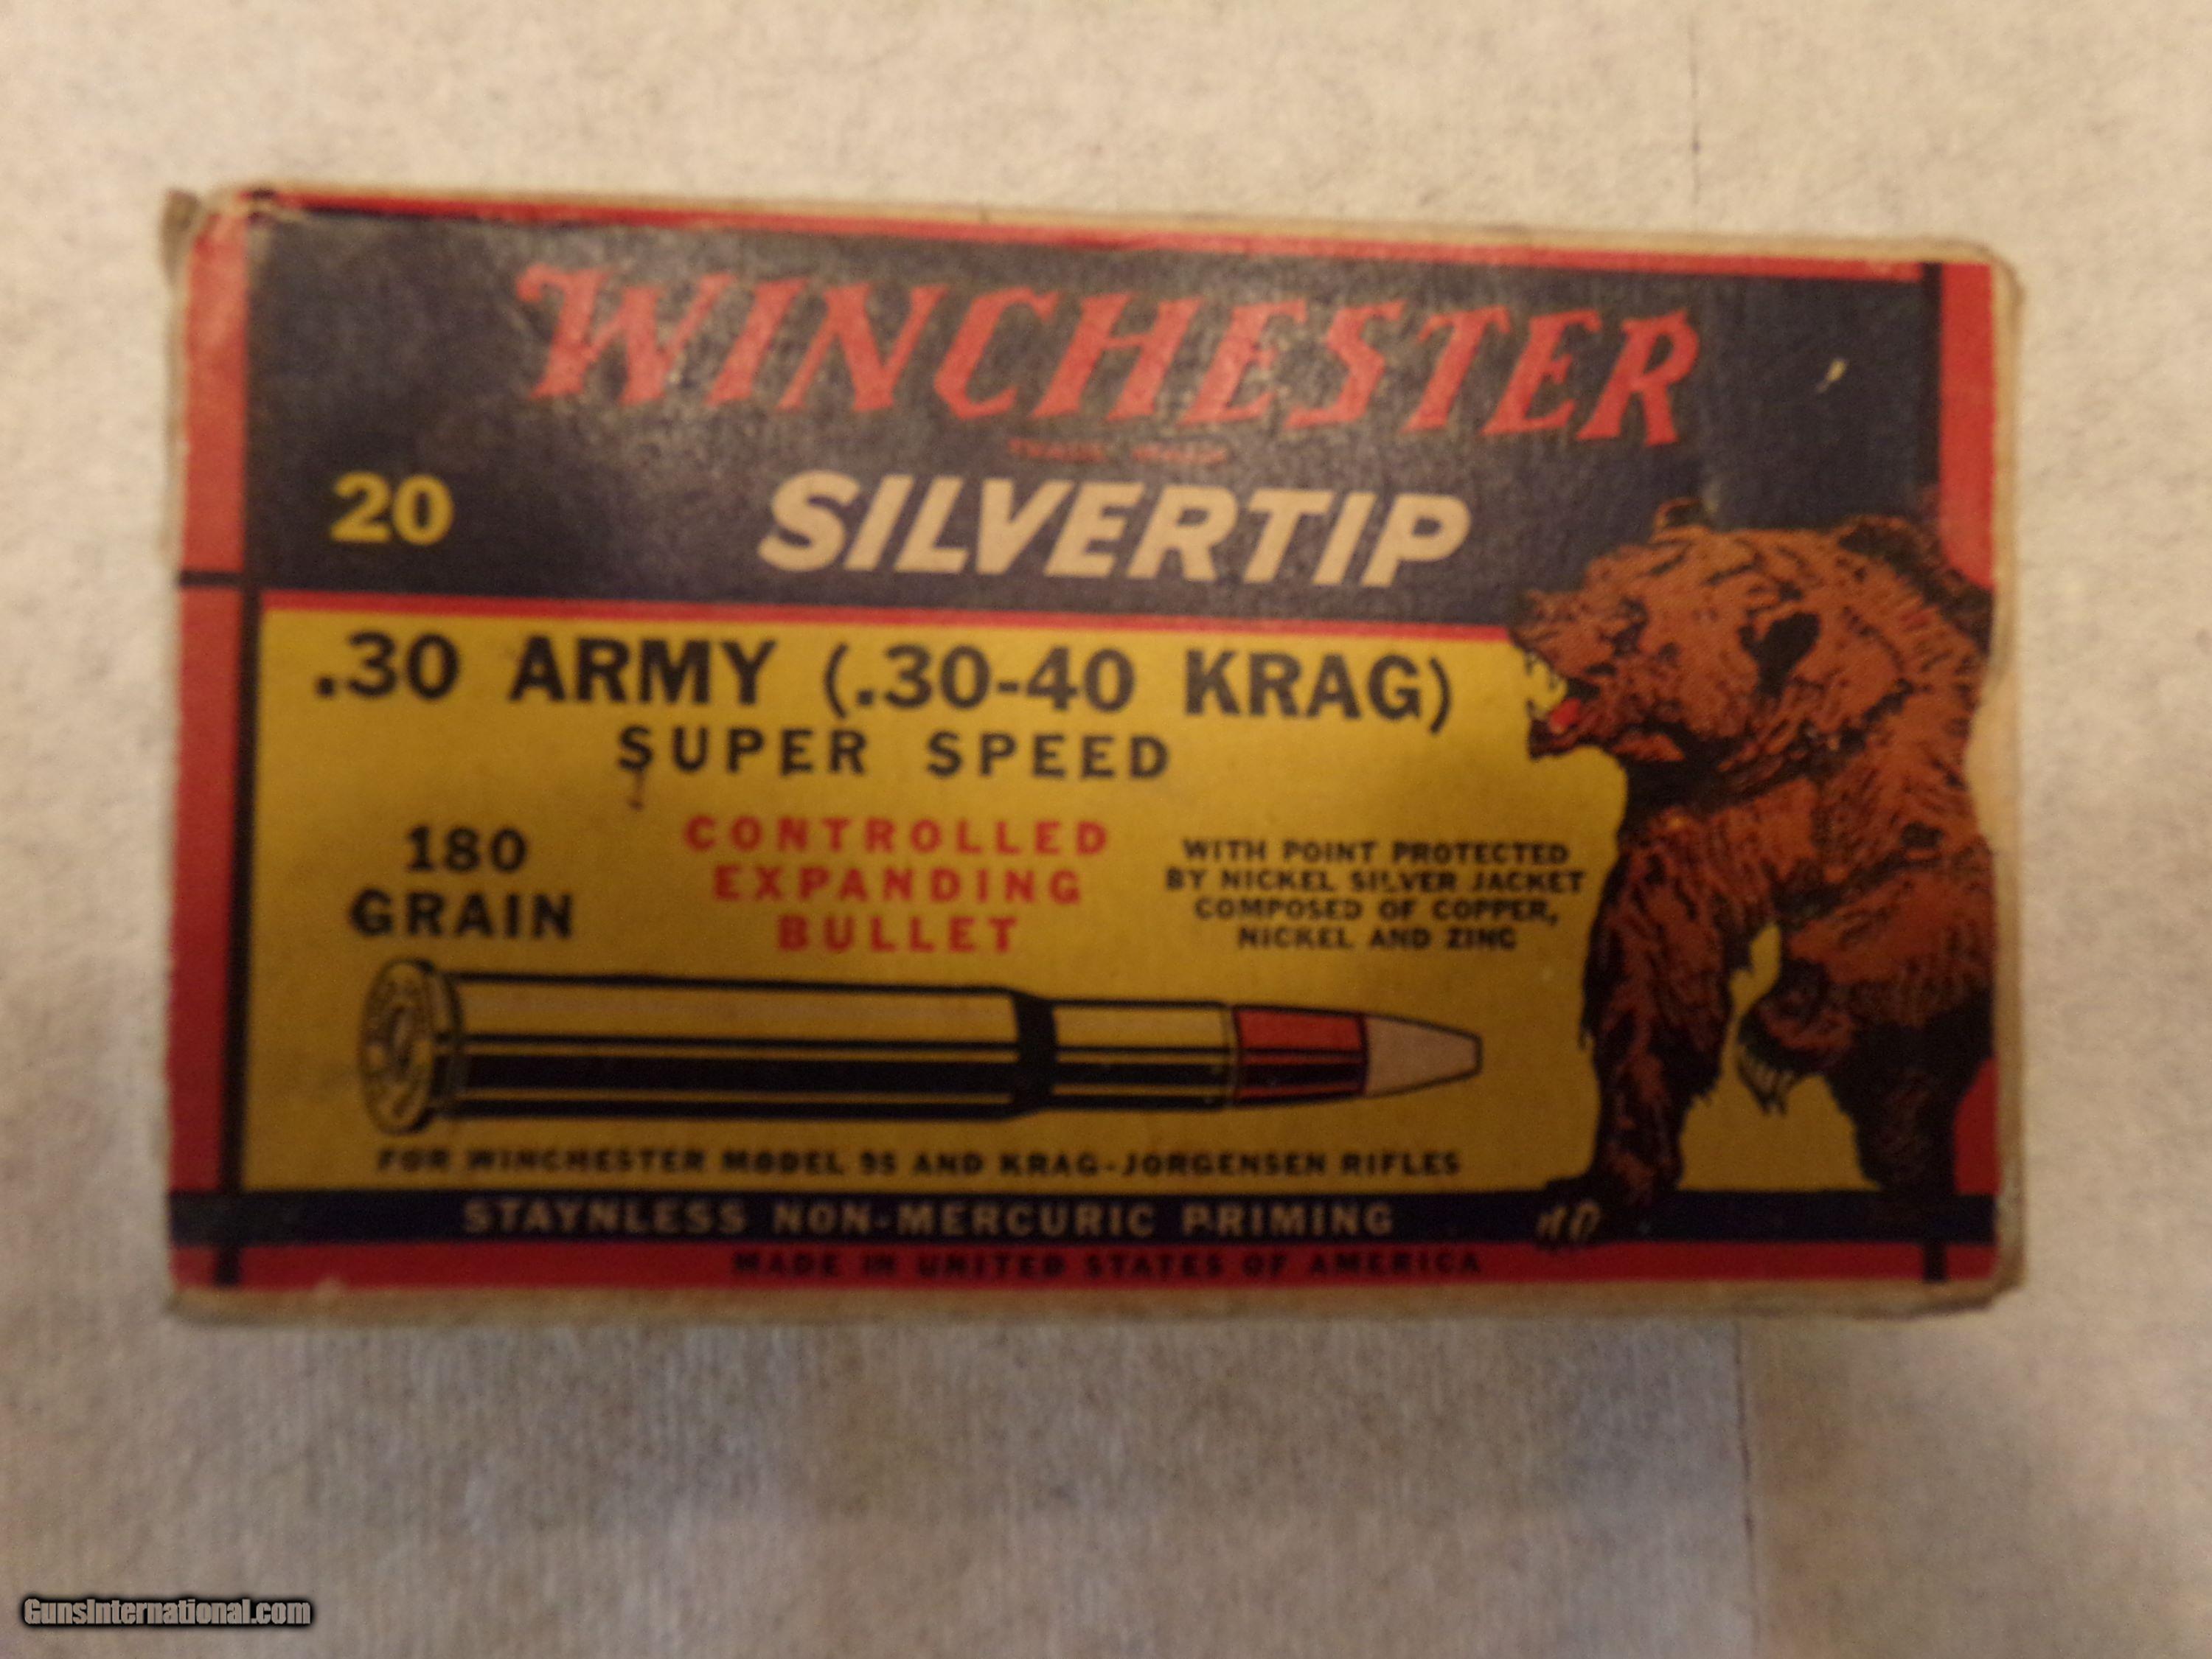 WINCHESTER
TRADE MARK
20
SILVERTIP
.30 ARMY (.30-40 KRAG)
SUPER SPEED
180
GRAIN
CONTROLLED
EXPANDING
BULLET
WITH POINT PROTECTED
BY NICKEL SILVER JACKET
COMPOSED OF COPPER,
NICKEL AND ZINC
FOR WINCHESTER MODEL 95 AND KRAG-JORGENSEN RIFLES
STAYNLESS NON-MERCURIC PRIMING
MADE IN UNITED STATES OF AMERICA
GunsInternational.com